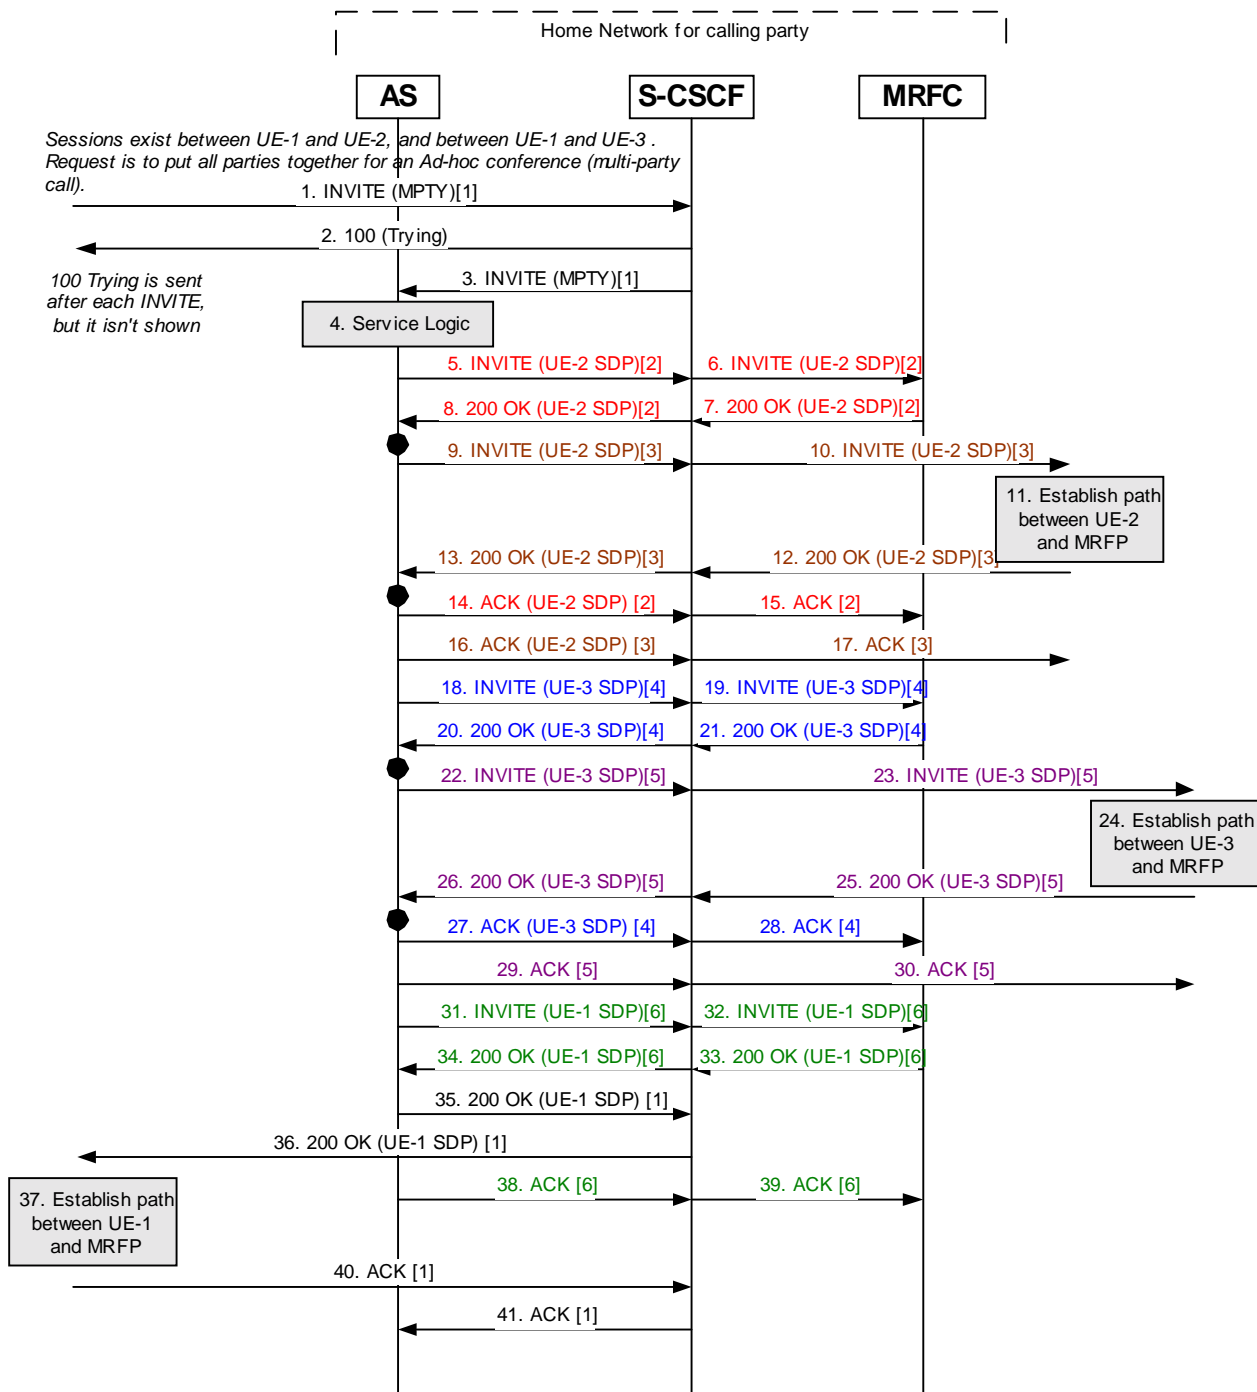 Home Network for calling party
AS
S-CSCF
MRFC
Sessions exist between UE-1 and UE-2, and between UE-1 and UE-3 .
Request is to put all parties together for an Ad-hoc conference (multi-party
call).
1. INVITE (MPTY)[1]
2. 100 (Trying)
100 Trying is sent
after each INVITE,
but it isn't shown
3. INVITE (MPTY)[1]
4. Service Logic
5. INVITE (UE-2 SDP)[2]
6. INVITE (UE-2 SDP)[2]
8. 200 OK (UE-2 SDP)[2]
7. 200 OK (UE-2 SDP)[2]
9. INVITE (UE-2 SDP)[3]
10. INVITE (UE-2 SDP)[3]
11. Establish path
between UE-2
and MRFP
13. 200 OK (UE-2 SDP)[3]
12. 200 OK (UE-2 SDP)[3]
14. ACK (UE-2 SDP) [2]
15. ACK [2]
16. ACK (UE-2 SDP) [3]
17. ACK [3]
18. INVITE (UE-3 SDP)[4]
19. INVITE (UE-3 SDP)[4]
20. 200 OK (UE-3 SDP)[4]
21. 200 OK (UE-3 SDP)[4]
22. INVITE (UE-3 SDP)[5]
23. INVITE (UE-3 SDP)[5]
24. Establish path
between UE-3
and MRFP
26. 200 OK (UE-3 SDP)[5]
25. 200 OK (UE-3 SDP)[5]
27. ACK (UE-3 SDP) [4]
28. ACK [4]
29. ACK [5]
30. ACK [5]
31. INVITE (UE-1 SDP)[6]
32. INVITE (UE-1 SDP)[6]
34. 200 OK (UE-1 SDP)[6]
33. 200 OK (UE-1 SDP)[6]
35. 200 OK (UE-1 SDP) [1]
36. 200 OK (UE-1 SDP) [1]
37. Establish path
between UE-1
and MRFP
38. ACK [6]
39. ACK [6]
40. ACK [1]
41. ACK [1]